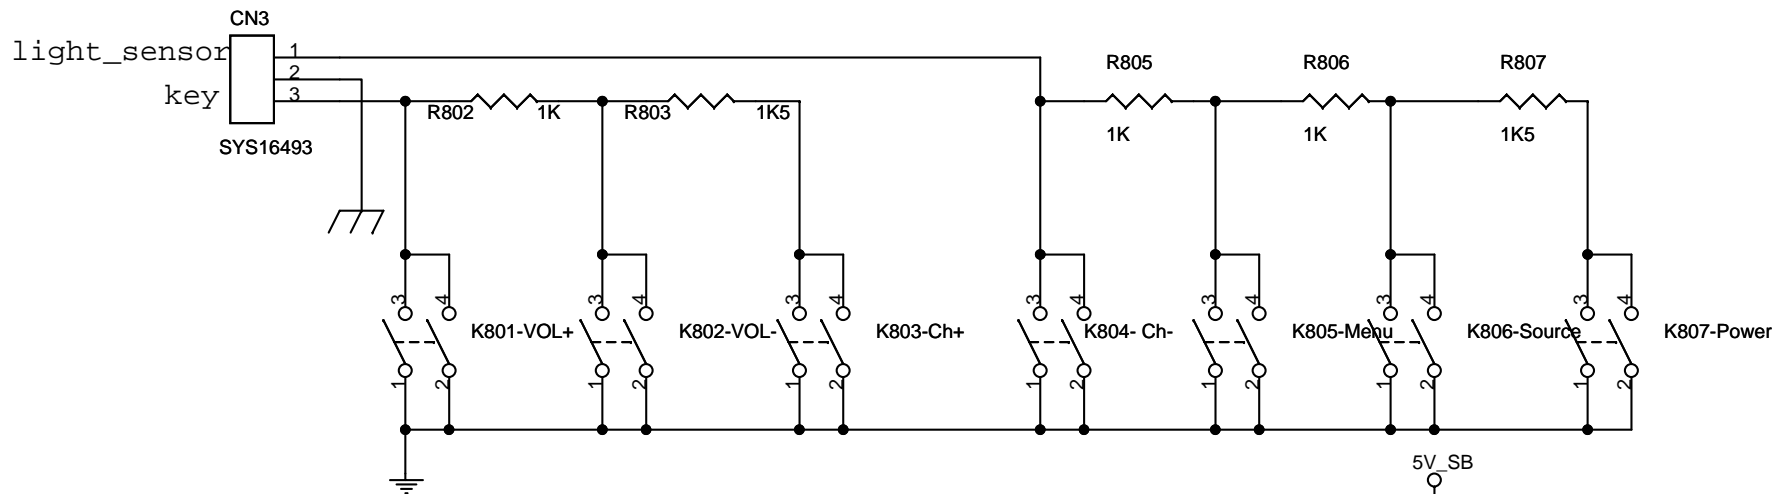 CN3
light_sensor
1
2
key
3
SYS16493
R802
1K
R803
1K5
R805
1K
R806
1K
R807
1K5
3
4
3
4
3
4
3
4
3
4
3
4
3
4
K801-VOL+
K802-VOL-
K803-Ch+
K804- Ch-
K805-Menu
K806-Source
K807-Power
1
2
1
2
1
2
1
2
1
2
1
2
1
2
5V_SB